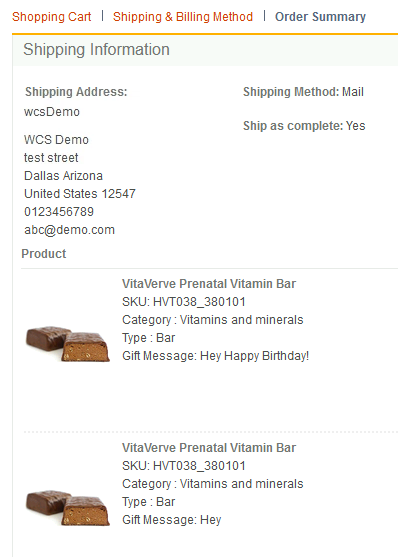 Shopping Cart | Shipping & Billing Method | Order Summary
Shipping Information
Shipping Address:
wcsDemo
WCS Demo
test street
Dallas Arizona
United States 12547
0123456789
abc@demo.com
Shipping Method: Mail
Ship as complete: Yes
Product
VitaVerve Prenatal Vitamin Bar
SKU: HVT038_380101
Category : Vitamins and minerals
Type : Bar
Gift Message: Hey Happy Birthday!
VitaVerve Prenatal Vitamin Bar
SKU: HVT038_380101
Category : Vitamins and minerals
Type : Bar
Gift Message: Hey